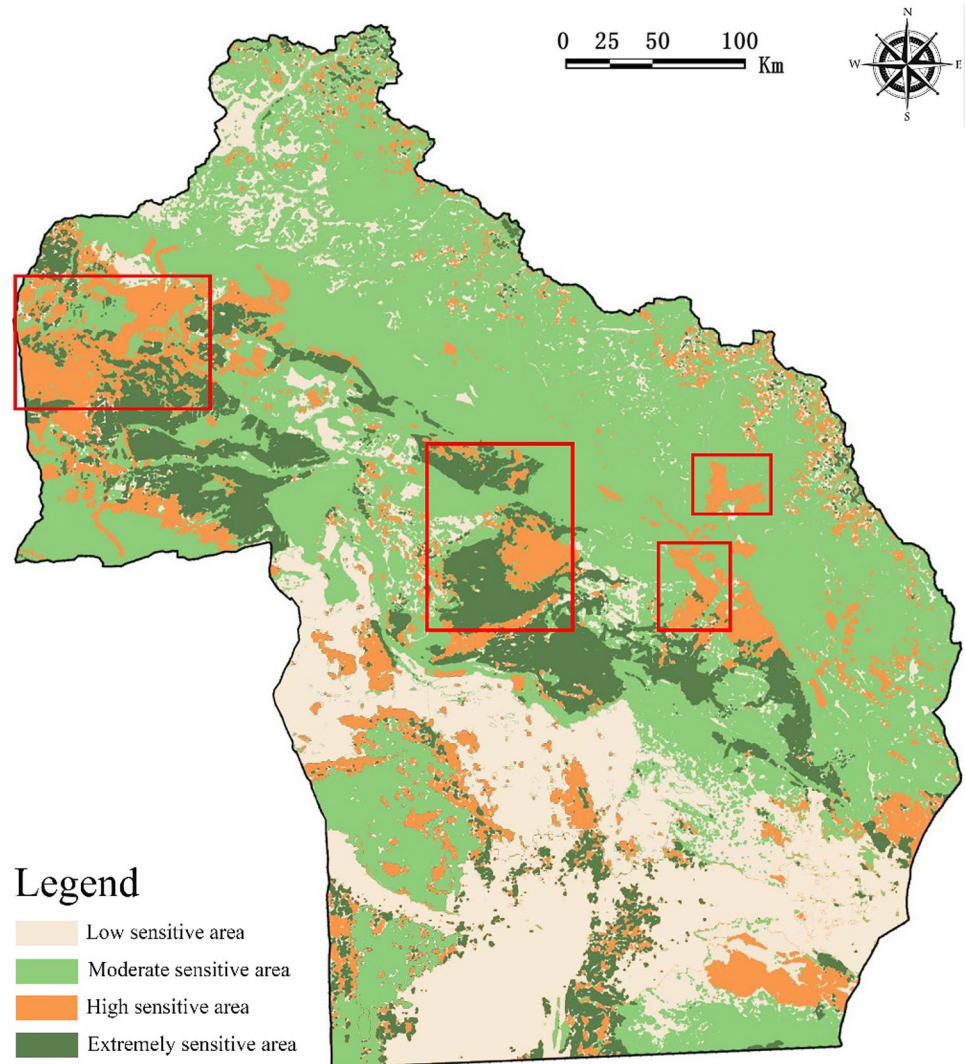 0 25 50 100
Km
N
W E
S
Legend
Low sensitive area
Moderate sensitive area
High sensitive area
Extremely sensitive area